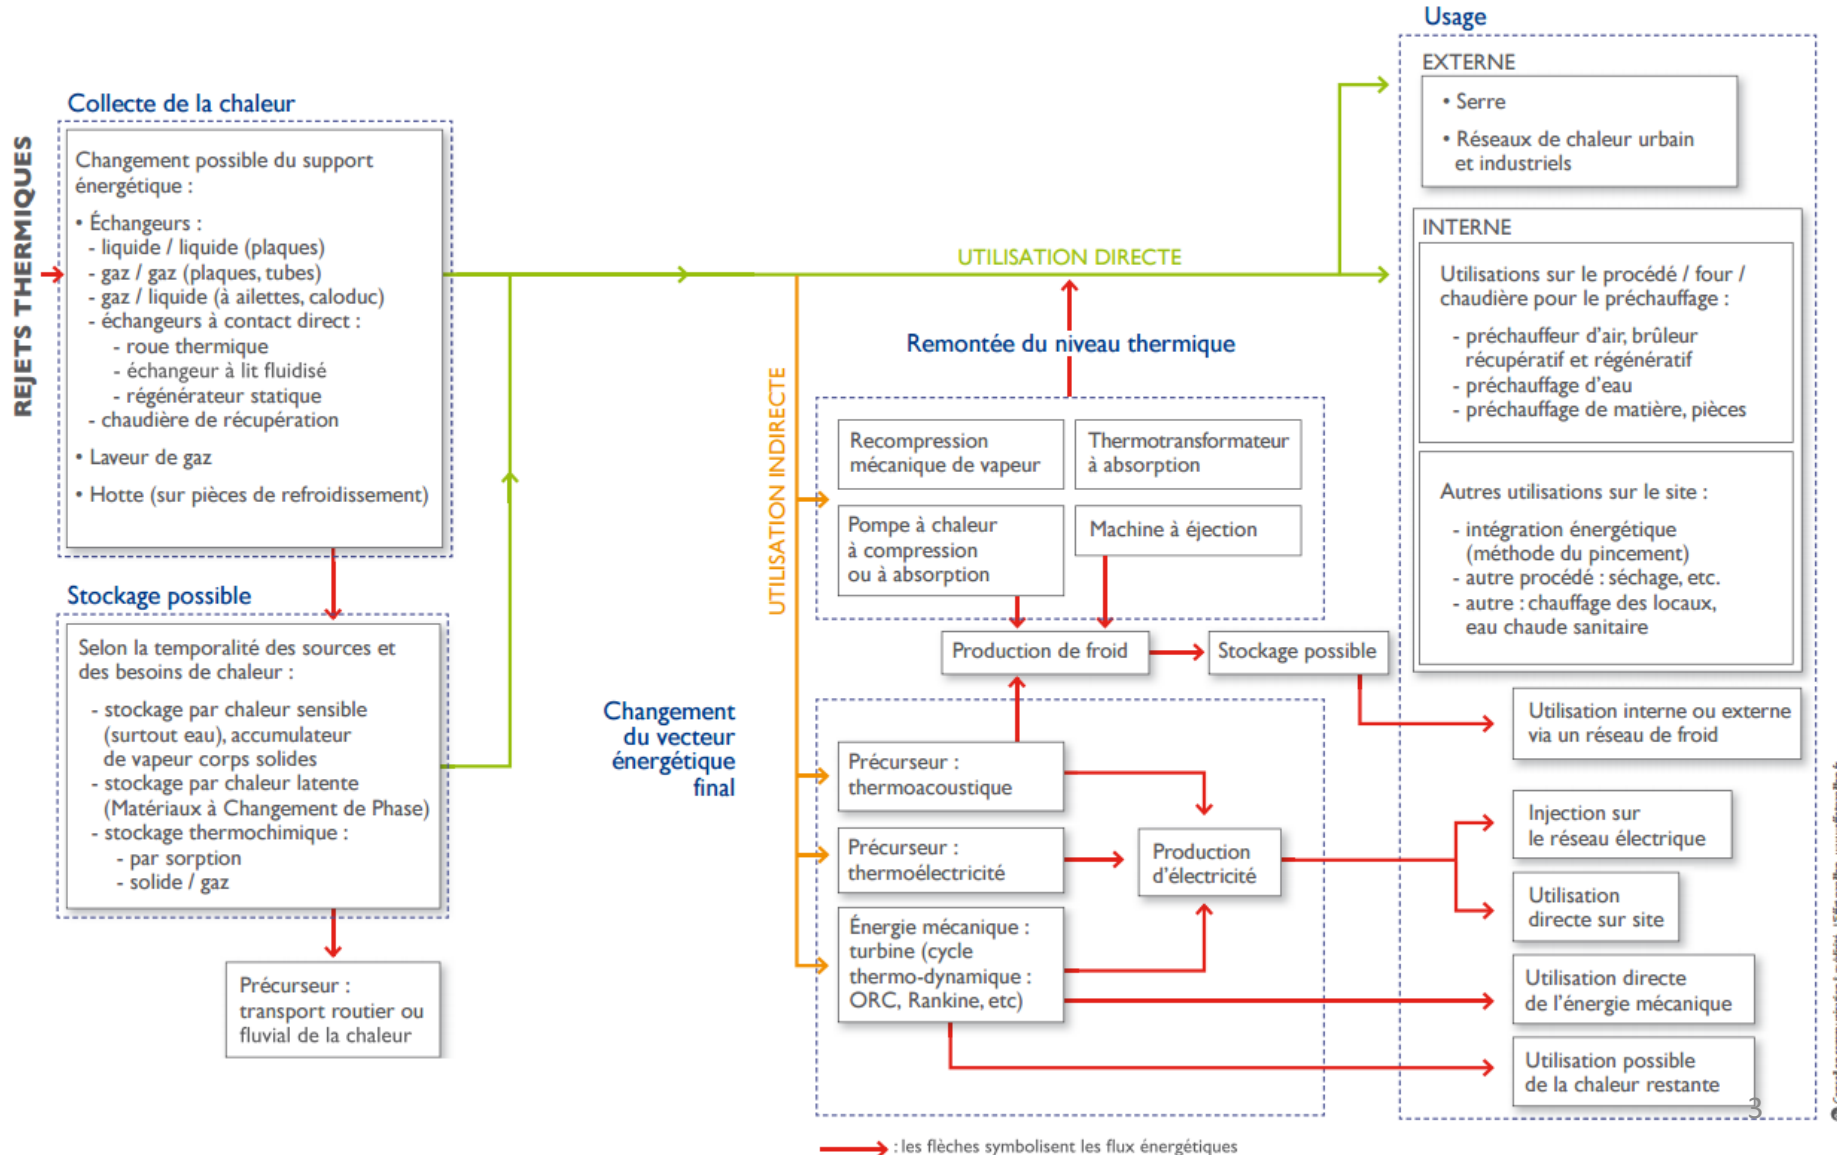 REJETS THERMIQUES
Collecte de la chaleur
Changement possible du support
énergétique :
• Échangeurs :
- liquide / liquide (plaques)
- gaz / gaz (plaques, tubes)
- gaz / liquide (à ailettes, caloduc)
- échangeurs à contact direct :
- roue thermique
- échangeur à lit fluidisé
- régénérateur statique
- chaudière de récupération
• Laveur de gaz
• Hotte (sur pièces de refroidissement)
Stockage possible
Selon la temporalité des sources et
des besoins de chaleur :
- stockage par chaleur sensible
(surtout eau), accumulateur
de vapeur corps solides
- stockage par chaleur latente
(Matériaux à Changement de Phase)
- stockage thermochimique :
- par sorption
- solide / gaz
Précurseur :
transport routier ou
fluvial de la chaleur
UTILISATION DIRECTE
UTILISATION INDIRECTE
Remontée du niveau thermique
Recompression
mécanique de vapeur
Thermotransformateur
à absorption
Pompe à chaleur
à compression
ou à absorption
Machine à éjection
Production de froid
Stockage possible
Changement
du vecteur
énergétique
final
Précurseur :
thermoacoustique
Précurseur :
thermoélectricité
Énergie mécanique :
turbine (cycle
thermo-dynamique :
ORC, Rankine, etc)
Production
d'électricité
Usage
EXTERNE
• Serre
• Réseaux de chaleur urbain
et industriels
INTERNE
Utilisations sur le procédé / four /
chaudière pour le préchauffage :
- préchauffeur d'air, brûleur
récupératif et régénératif
- préchauffage d'eau
- préchauffage de matière, pièces
Autres utilisations sur le site :
- intégration énergétique
(méthode du pincement)
- autre procédé : séchage, etc.
- autre : chauffage des locaux,
eau chaude sanitaire
Utilisation interne ou externe
via un réseau de froid
Injection sur
le réseau électrique
Utilisation
directe sur site
Utilisation directe
de l'énergie mécanique
Utilisation possible
de la chaleur restante
3
: les flèches symbolisent les flux énergétiques